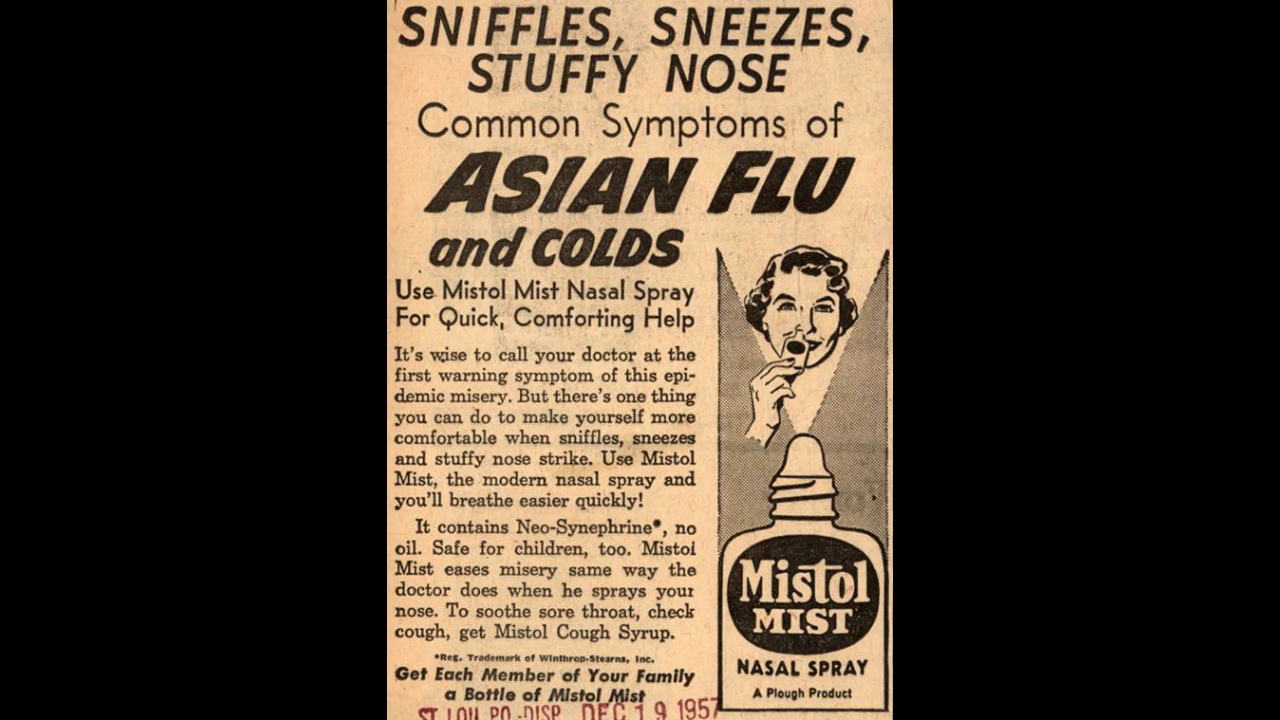 SNIFFLES, SNEEZES,
STUFFY NOSE
Common Symptoms of
ASIAN FLU
and COLDS
Use Mistol Mist Nasal Spray
For Quick, Comforting Help
It's wise to call your doctor at the
first warning symptom of this epi-
demic misery. But there's one thing
you can do to make yourself more
comfortable when sniffles, sneezes
and stuffy nose strike. Use Mistol
Mist, the modern nasal spray and
you'll breathe easier quickly!
It contains Neo-Synephrine*, no
oil. Safe for children, too. Mistol
Mist eases misery same way the
doctor does when he sprays your
nose. To soothe sore throat, check
cough, get Mistol Cough Syrup.
*Reg. Trademark of Winthrop-Stearns, Inc.
Get Each Member of Your Family
a Bottle of Mistol Mist
ST. LOU. PO.-DISP. DEC 19 1957
Mistol
MIST
NASAL SPRAY
A Plough Product